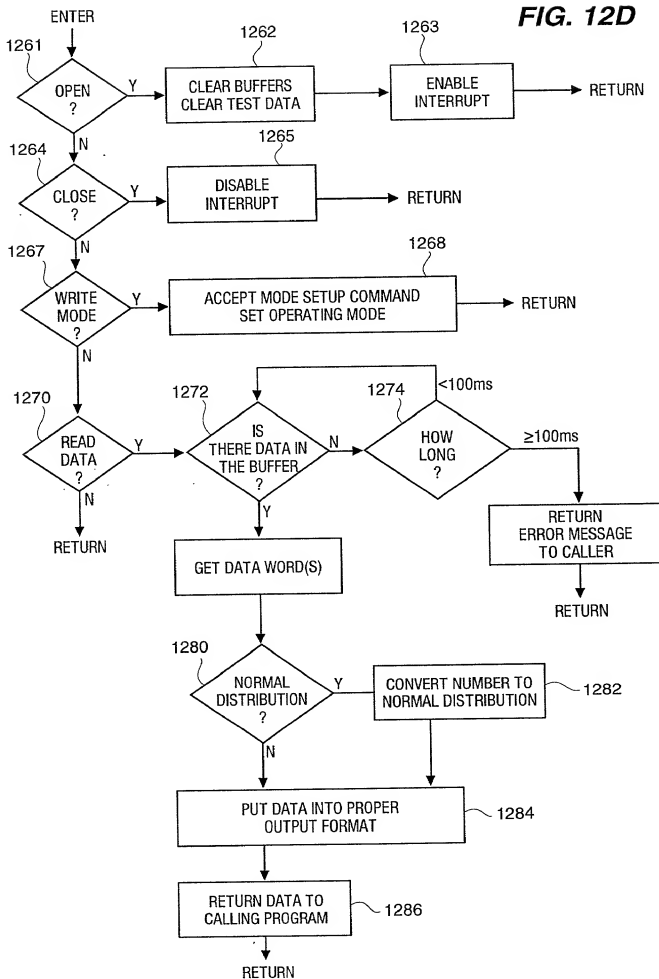 FIG. 12D
ENTER
1261
OPEN
?
Y
N
1262
CLEAR BUFFERS
CLEAR TEST DATA
1263
ENABLE
INTERRUPT
RETURN
1264
CLOSE
?
Y
N
1265
DISABLE
INTERRUPT
RETURN
1267
WRITE
MODE
?
Y
N
1268
ACCEPT MODE SETUP COMMAND
SET OPERATING MODE
RETURN
1270
READ
DATA
?
Y
N
RETURN
1272
IS
THERE DATA IN
THE BUFFER
?
N
Y
1274
<100ms
HOW
LONG
?
≥100ms
RETURN
ERROR MESSAGE
TO CALLER
RETURN
GET DATA WORD(S)
1280
NORMAL
DISTRIBUTION
?
Y
N
CONVERT NUMBER TO
NORMAL DISTRIBUTION
1282
PUT DATA INTO PROPER
OUTPUT FORMAT
1284
RETURN DATA TO
CALLING PROGRAM
1286
RETURN